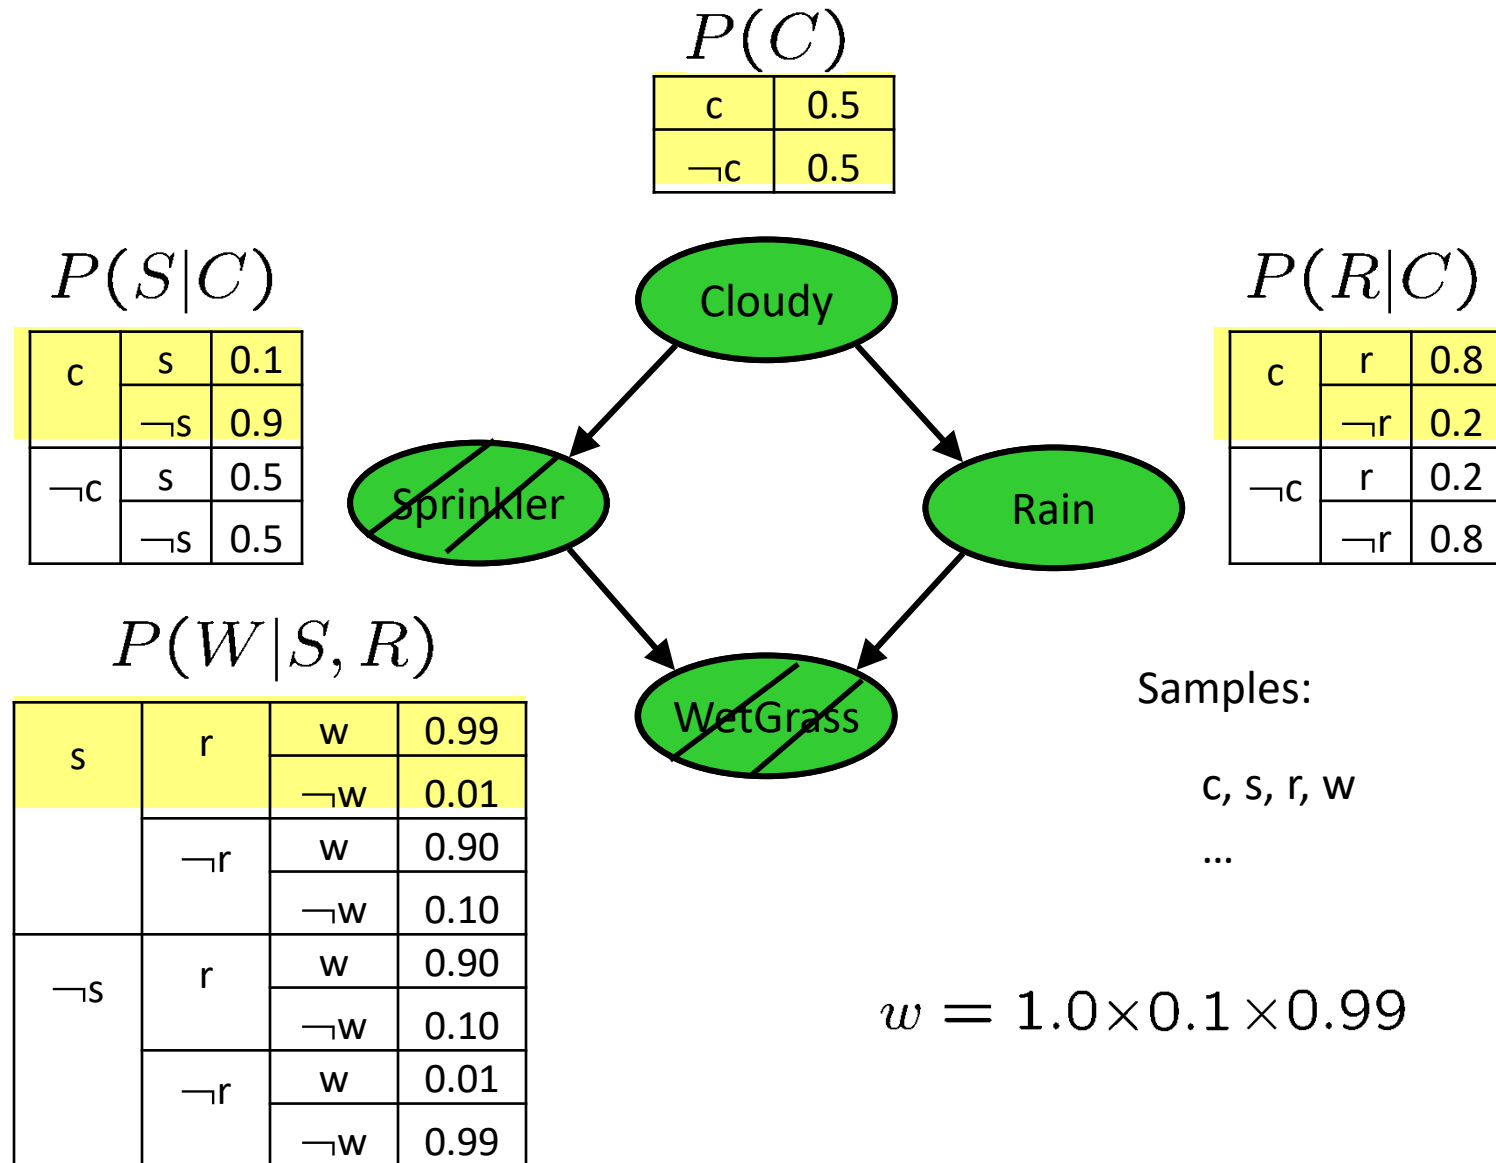 P(C)
c 0.5
¬c 0.5
P(S|C)
c s 0.1
¬s 0.9
¬c s 0.5
¬s 0.5
Cloudy
P(R|C)
c r 0.8
¬r 0.2
¬c r 0.2
¬r 0.8
Sprinkler
Rain
P(W|S, R)
s r w 0.99
¬w 0.01
¬r w 0.90
¬w 0.10
¬s r w 0.90
¬w 0.10
¬r w 0.01
¬w 0.99
WetGrass
Samples:
c, s, r, w
...
w = 1.0×0.1×0.99